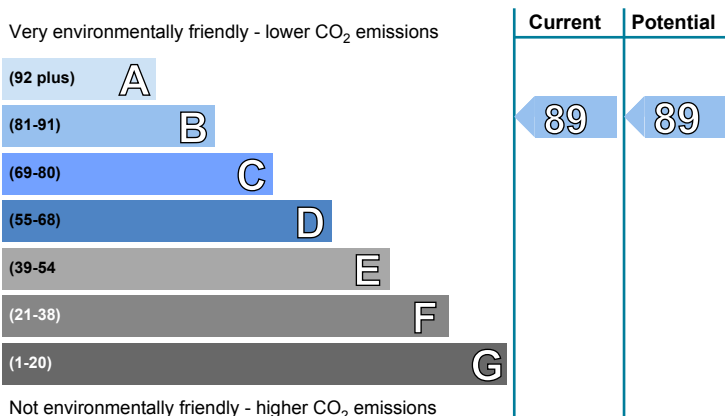 Very environmentally friendly - lower CO2 emissions
Current Potential
(92 plus) A
(81-91) B
89 89
(69-80) C
(55-68) D
(39-54 E
(21-38) F
(1-20) G
Not environmentally friendly - higher CO2 emissions